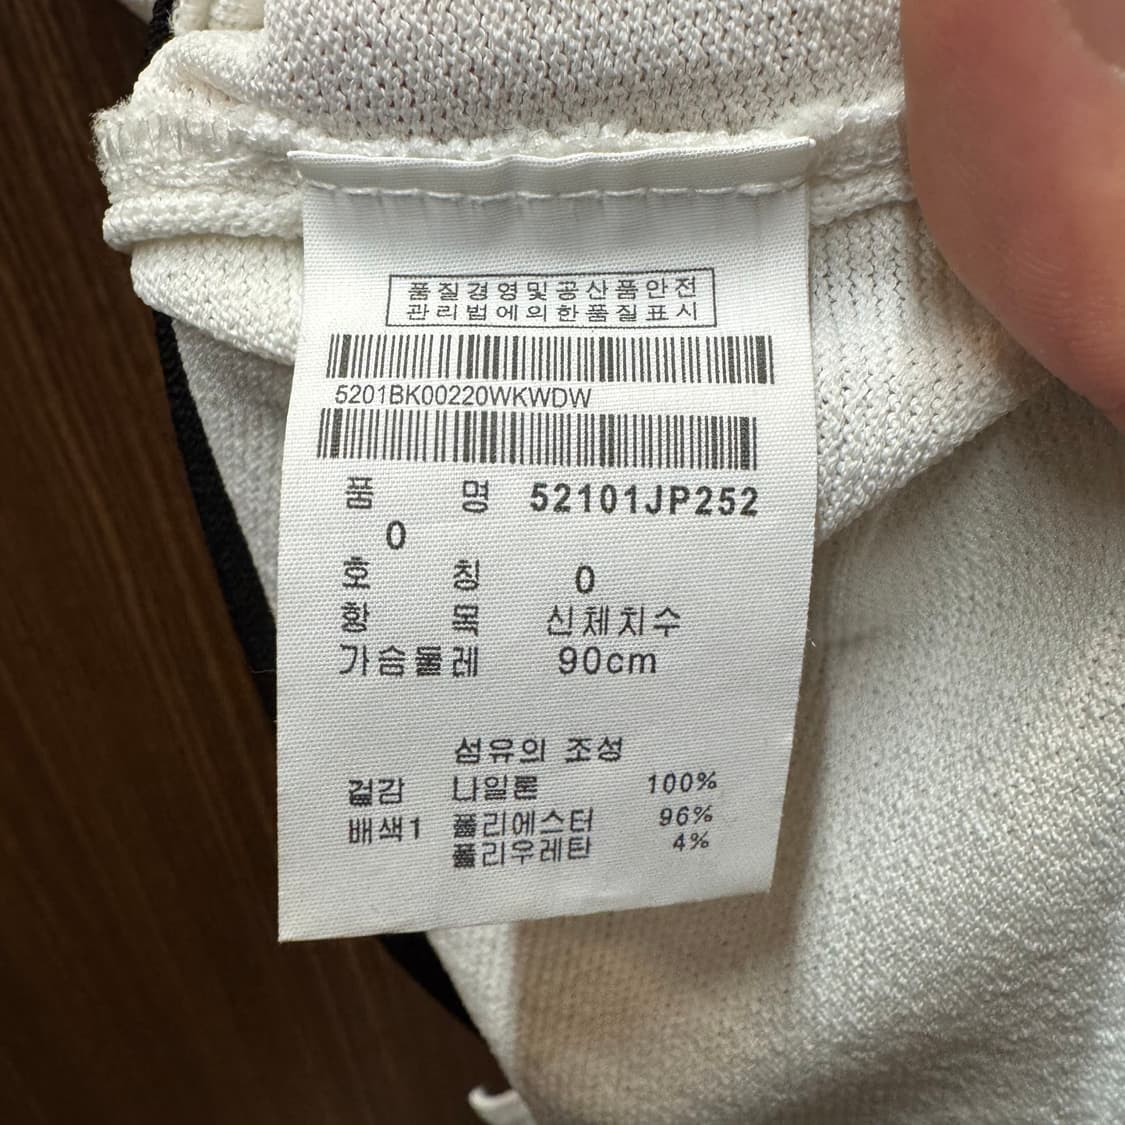 품질경영및공산품안전
관리법에의한품질표시
5201BK00220WKWDW
품 명 52101JP252
0
호 칭 0
항 목 신체치수
가슴둘레 90cm
섬유의 조성
겉감 나일론 100%
배색1 폴리에스터 96%
폴리우레탄 4%